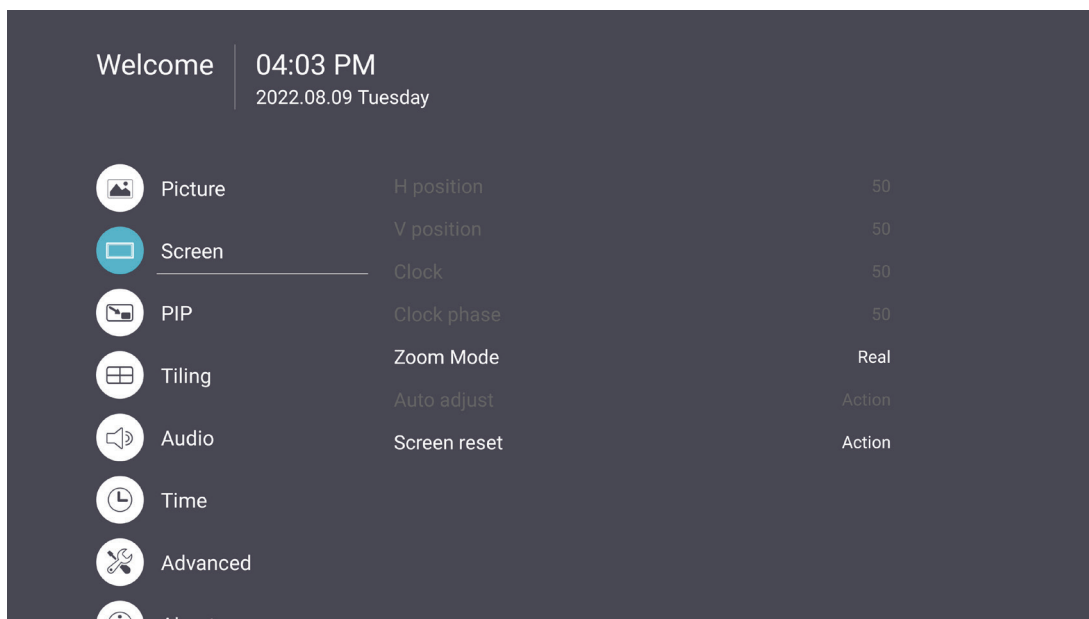 Welcome
04:03 PM
2022.08.09 Tuesday
Picture
Screen
PIP
Tiling
Audio
Time
Advanced
H position 50
V position 50
Clock 50
Clock phase 50
Zoom Mode Real
Auto adjust Action
Screen reset Action